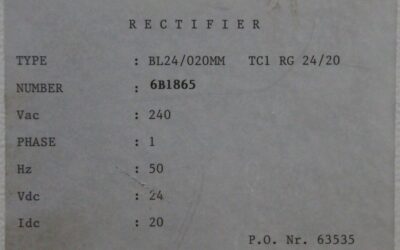 RECTIFIER
TYPE : BL24/020MM TC1 RG 24/20
NUMBER : 6B1865
Vac : 240
PHASE : 1
Hz : 50
Vdc : 24
Idc : 20
P.O. Nr. 63535